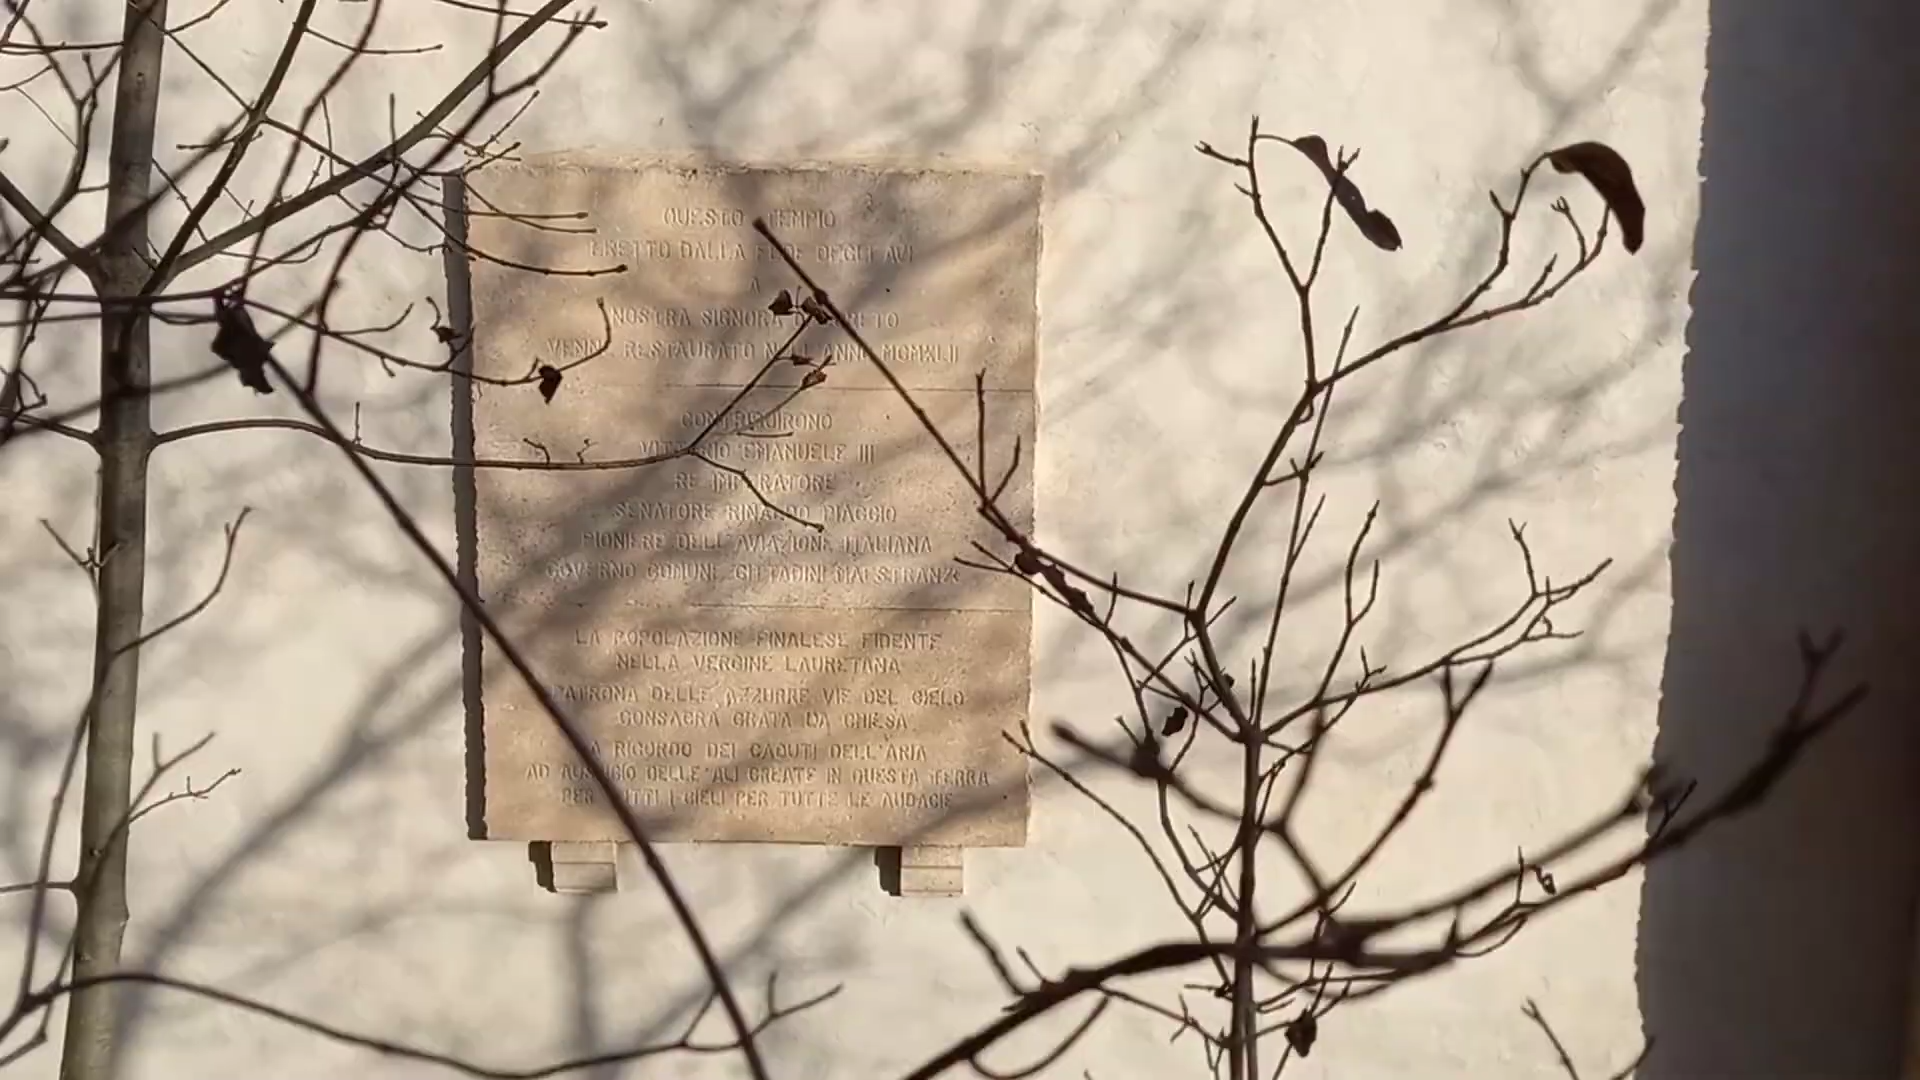 QUESTO TEMPIO
ERETTO DALLA FEDE DEGLI AVI
A
NOSTRA SIGNORA DI LORETO
VENNE RESTAURATO NELL'ANNO MCMXLII
CONTRIBUIRONO
VITTORIO EMANUELE III
RE IMPERATORE
SENATORE RINALDO PIAGGIO
PIONIERE DELL'AVIAZIONE ITALIANA
GOVERNO COMUNE CITTADINI MAESTRANZE
LA POPOLAZIONE FINALESE FIDENTE
NELLA VERGINE LAURETANA
PATRONA DELLE AZZURRE VIE DEL CIELO
CONSACRA GRATA LA CHIESA
A RICORDO DEI CADUTI DELL'ARIA
AD AUSPICIO DELLE ALI CREATE IN QUESTA TERRA
PER TUTTI I CIELI PER TUTTE LE AUDACIE